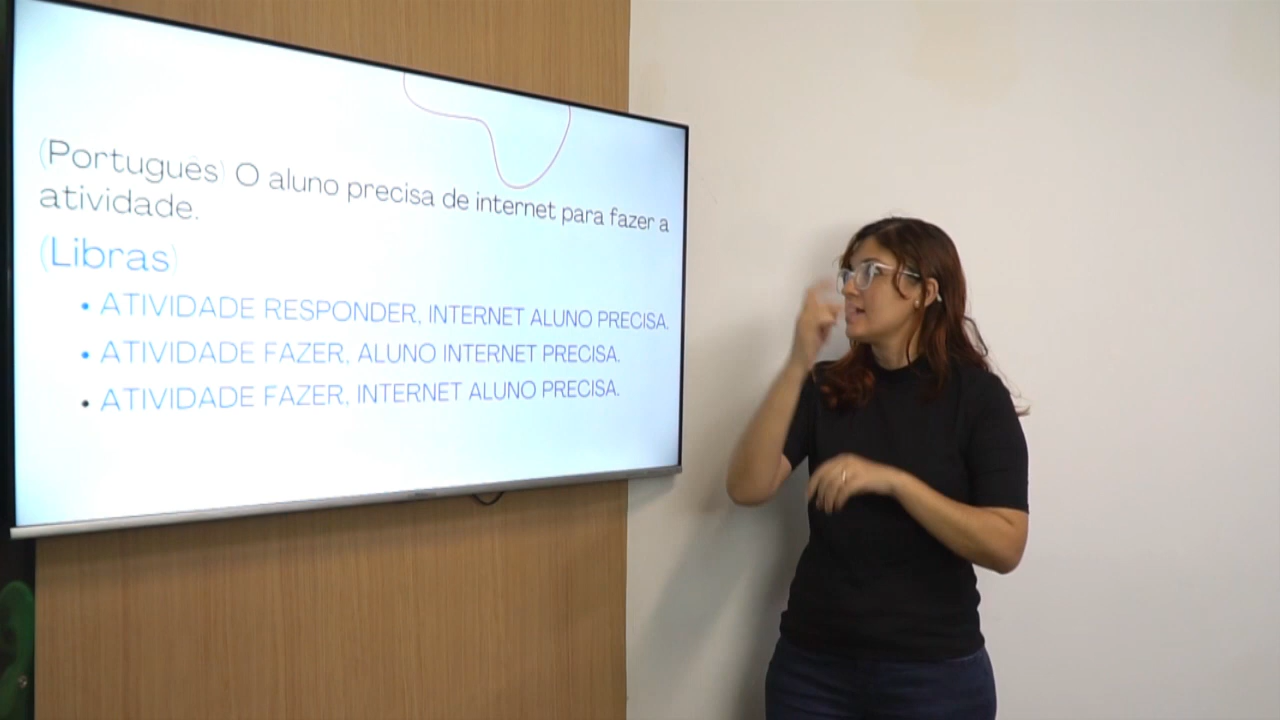 (Português) O aluno precisa de internet para fazer a
atividade.
(Libras)
• ATIVIDADE RESPONDER, INTERNET ALUNO PRECISA.
• ATIVIDADE FAZER, ALUNO INTERNET PRECISA.
• ATIVIDADE FAZER, INTERNET ALUNO PRECISA.